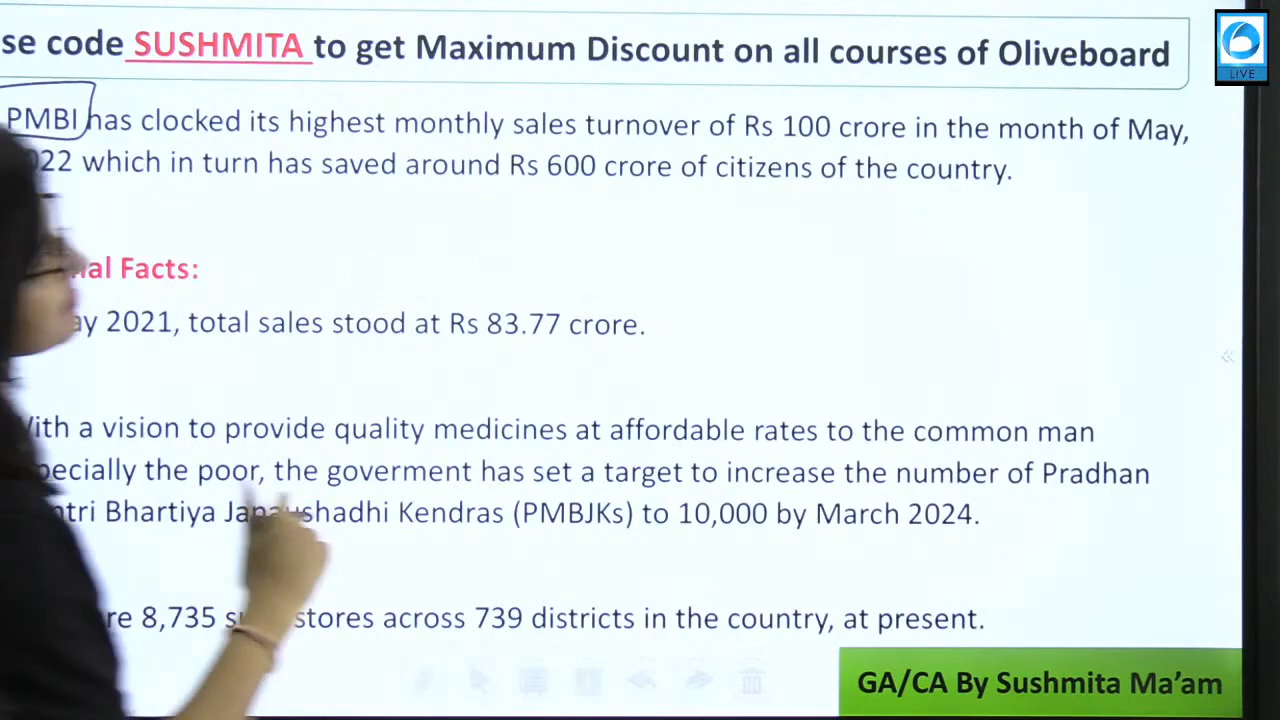 se code SUSHMITA to get Maximum Discount on all courses of Oliveboard
LIVE
PMBI has clocked its highest monthly sales turnover of Rs 100 crore in the month of May,
022 which in turn has saved around Rs 600 crore of citizens of the country.
nal Facts:
ay 2021, total sales stood at Rs 83.77 crore.
ith a vision to provide quality medicines at affordable rates to the common man
pecially the poor, the goverment has set a target to increase the number of Pradhan
ntri Bhartiya Janaushadhi Kendras (PMBJKs) to 10,000 by March 2024.
re 8,735 stores across 739 districts in the country, at present.
GA/CA By Sushmita Ma'am